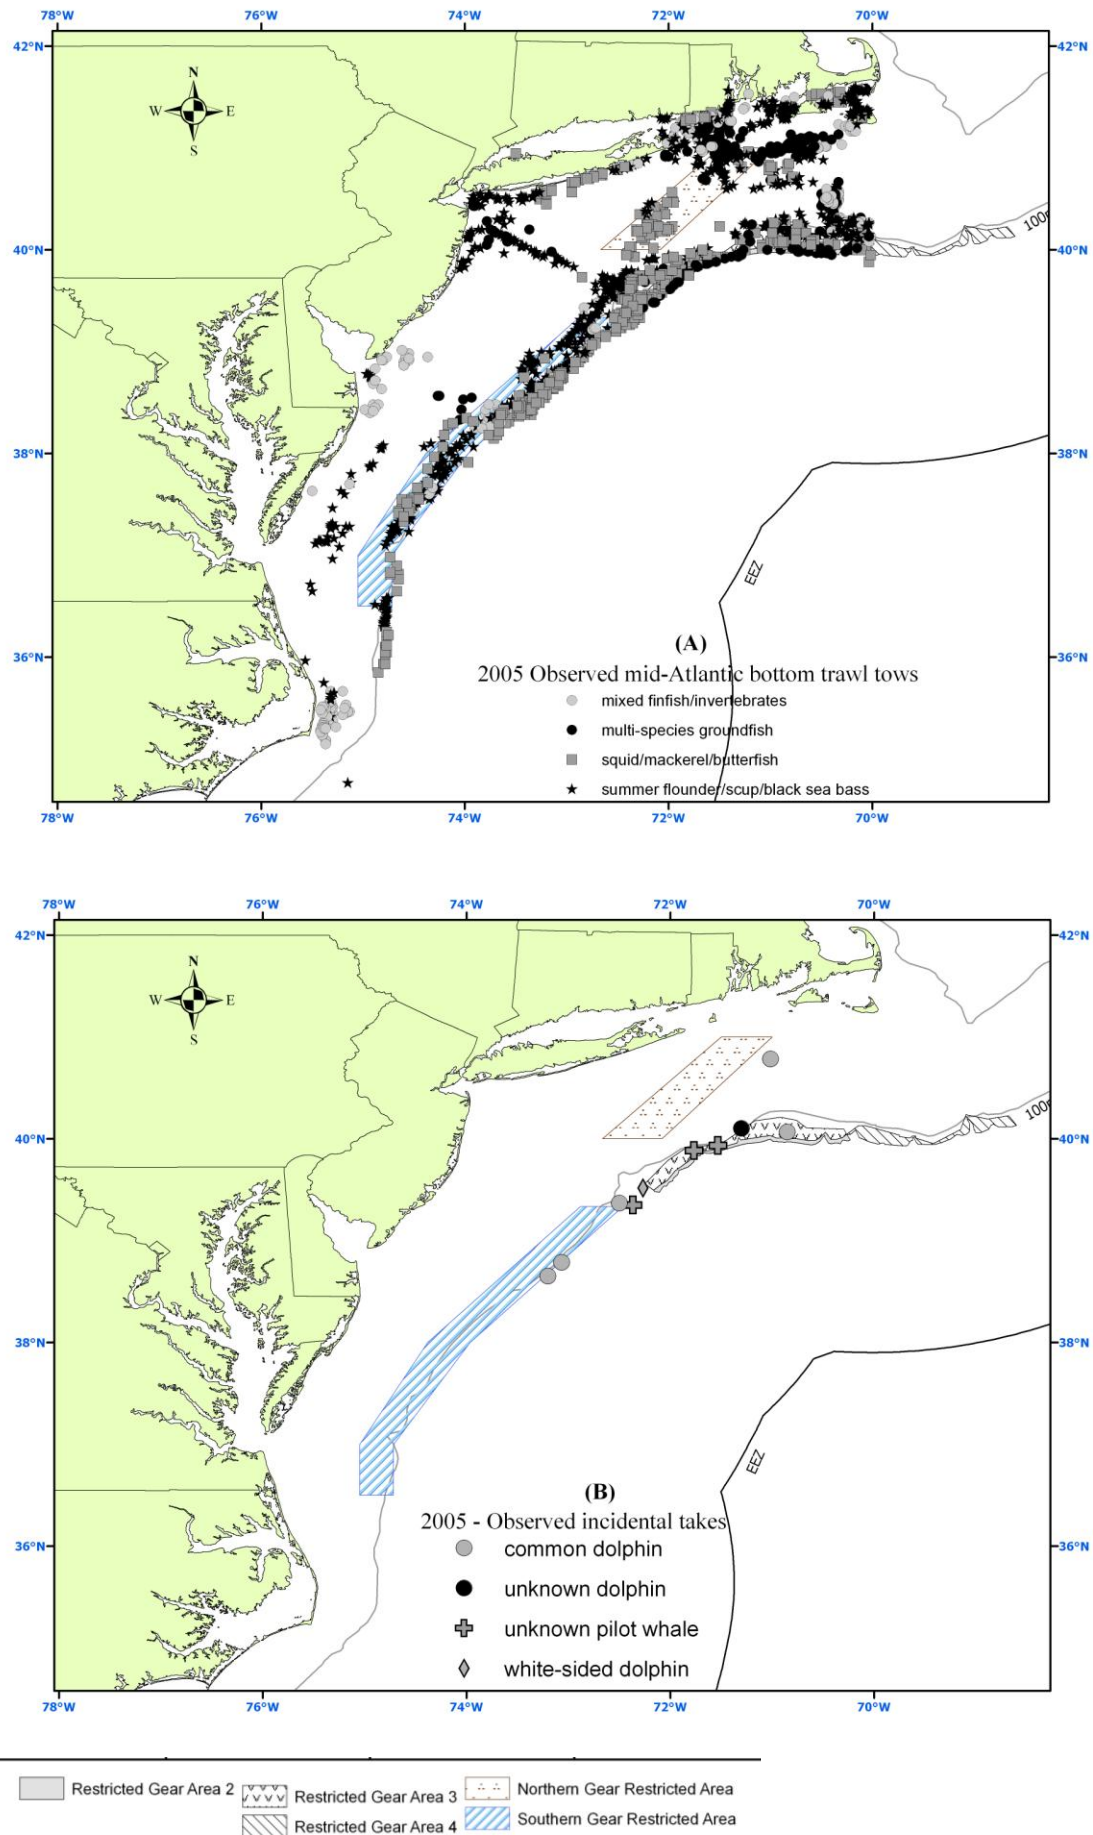 78°W 76°W 74°W 72°W 70°W
42°N 42°N
N
W E
S
100
40°N 40°N
38°N 38°N
EEZ
36°N 36°N
(A)
2005 Observed mid-Atlantic bottom trawl tows
mixed finfish/invertebrates
multi-species groundfish
squid/mackerel/butterfish
summer flounder/scup/black sea bass
78°W 76°W 74°W 72°W 70°W
78°W 76°W 74°W 72°W 70°W
42°N 42°N
N
W E
S
100
40°N 40°N
38°N 38°N
EEZ
36°N 36°N
(B)
2005 - Observed incidental takes
common dolphin
unknown dolphin
unknown pilot whale
white-sided dolphin
78°W 76°W 74°W 72°W 70°W
Restricted Gear Area 2 Restricted Gear Area 3 Northern Gear Restricted Area
Restricted Gear Area 4 Southern Gear Restricted Area